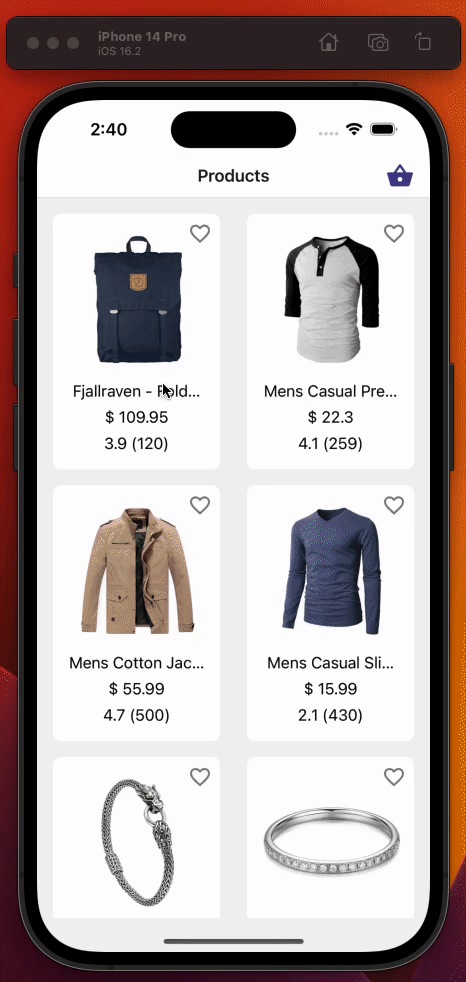 iPhone 14 Pro
iOS 16.2
2:40
Products
Fjallraven - Fold...
$ 109.95
3.9 (120)
Mens Casual Pre...
$ 22.3
4.1 (259)
Mens Cotton Jac...
$ 55.99
4.7 (500)
Mens Casual Sli...
$ 15.99
2.1 (430)